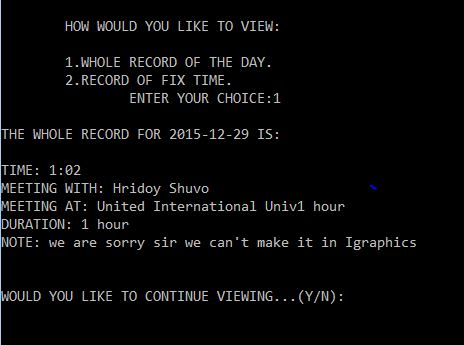 HOW WOULD YOU LIKE TO VIEW:
1.WHOLE RECORD OF THE DAY.
2.RECORD OF FIX TIME.
ENTER YOUR CHOICE:1
THE WHOLE RECORD FOR 2015-12-29 IS:
TIME: 1:02
MEETING WITH: Hridoy Shuvo
MEETING AT: United International Univ1 hour
DURATION: 1 hour
NOTE: we are sorry sir we can't make it in Igraphics
WOULD YOU LIKE TO CONTINUE VIEWING...(Y/N):